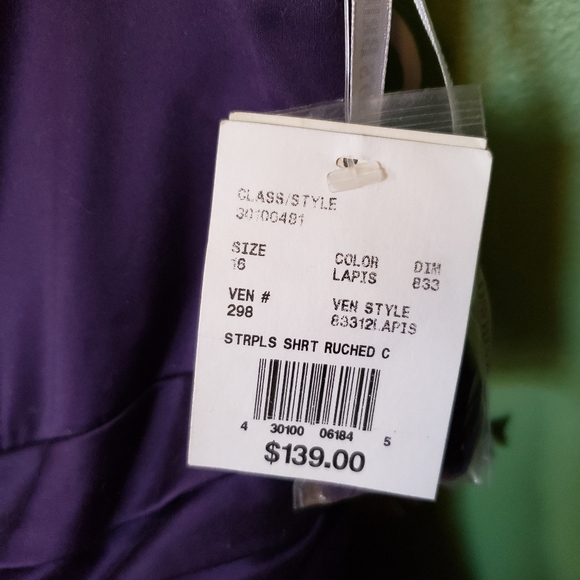 CLASS/STYLE
30100481
SIZE COLOR DIM
16 LAPIS 833
VEN # VEN STYLE
298 83312LAPIS
STRPLS SHRT RUCHED C
4 30100 06184 5
$139.00